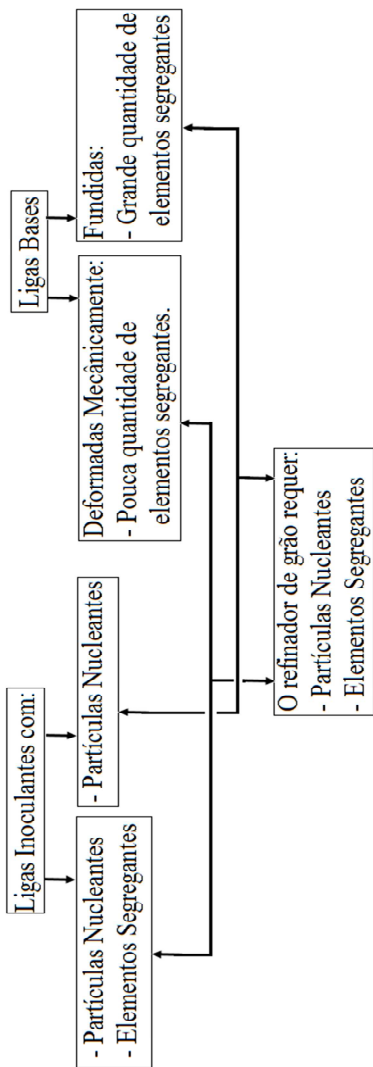 Ligas Inoculantes com:
- Partículas Nucleantes
- Elementos Segregantes
- Partículas Nucleantes
Ligas Bases
Deformadas Mecânicamente:
- Pouca quantidade de
elementos segregantes.
Fundidas:
- Grande quantidade de
elementos segregantes
O refinador de grão requer:
- Partículas Nucleantes
- Elementos Segregantes